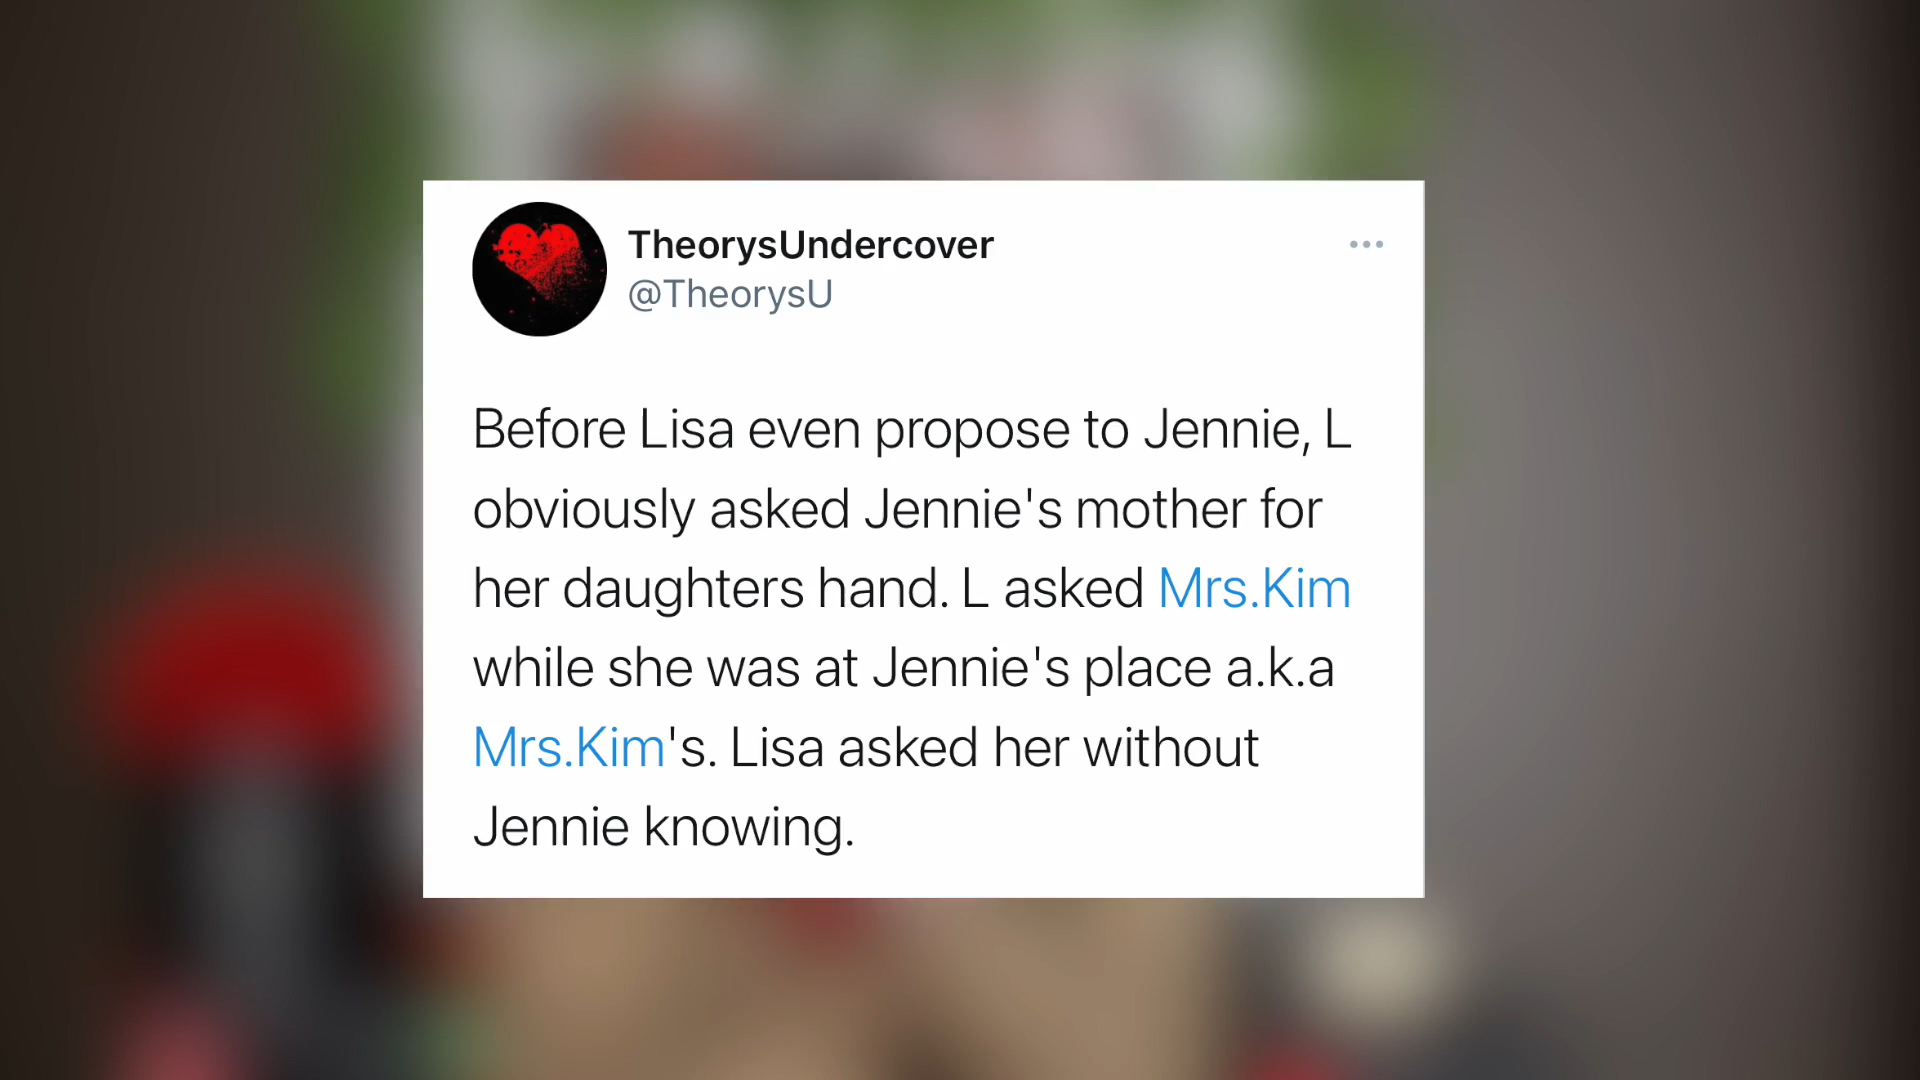 TheorysUndercover
@TheorysU
Before Lisa even propose to Jennie, L
obviously asked Jennie's mother for
her daughters hand. L asked Mrs.Kim
while she was at Jennie's place a.k.a
Mrs.Kim's. Lisa asked her without
Jennie knowing.